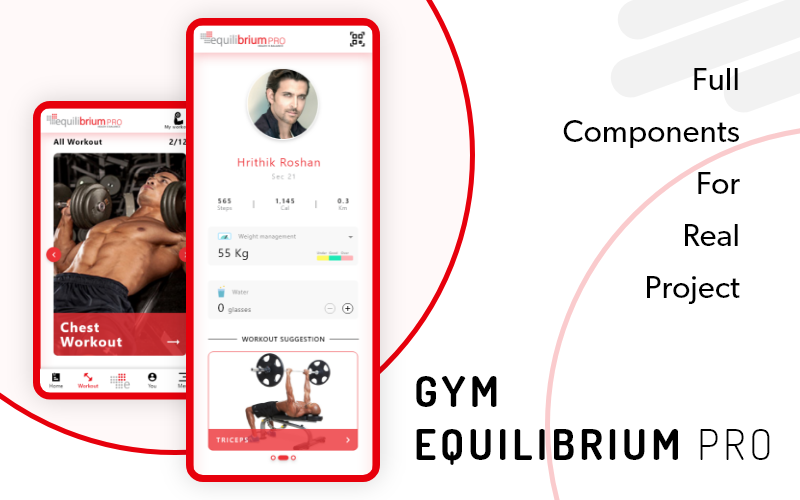 equilibrium PRO
All Workout
2/12
Chest
Workout
Home
Workout
You
equilibrium PRO
Hrithik Roshan
Sec 21
565
Steps
1,145
Cal
0.3
Km
Weight management
55 Kg
Water
0 glasses
WORKOUT SUGGESTION
TRICEPS
Full
Components
For
Real
Project
GYM
EQUILIBRIUM PRO